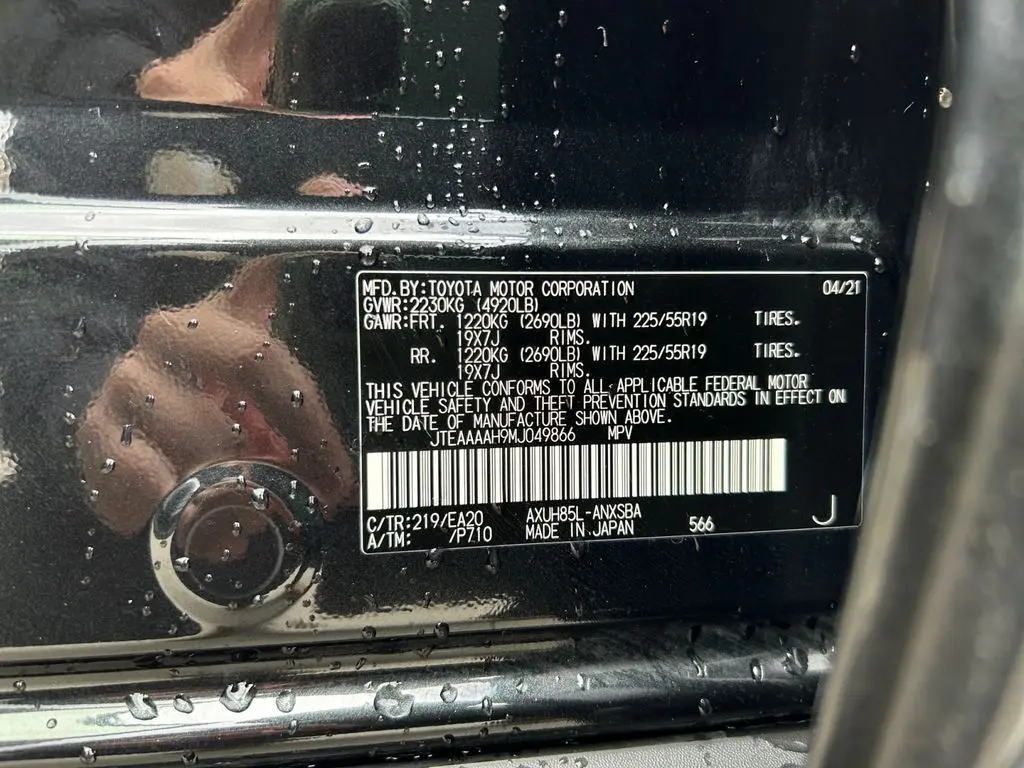 MFD.BY:TOYOTA MOTOR CORPORATION 04/21
GVWR:2230KG (4920LB)
GAWR:FRT. 1220KG (2690LB) WITH 225/55R19 TIRES.
19X7J RIMS.
RR. 1220KG (2690LB) WITH 225/55R19 TIRES.
19X7J RIMS.
THIS VEHICLE CONFORMS TO ALL APPLICABLE FEDERAL MOTOR
VEHICLE SAFETY AND THEFT PREVENTION STANDARDS IN EFFECT ON
THE DATE OF MANUFACTURE SHOWN ABOVE.
JTEAAAAH9MJ049866 MPV
C/TR:219/EA20 AXUH85L-ANXSBA
A/TM: /P710 MADE IN JAPAN 566 J